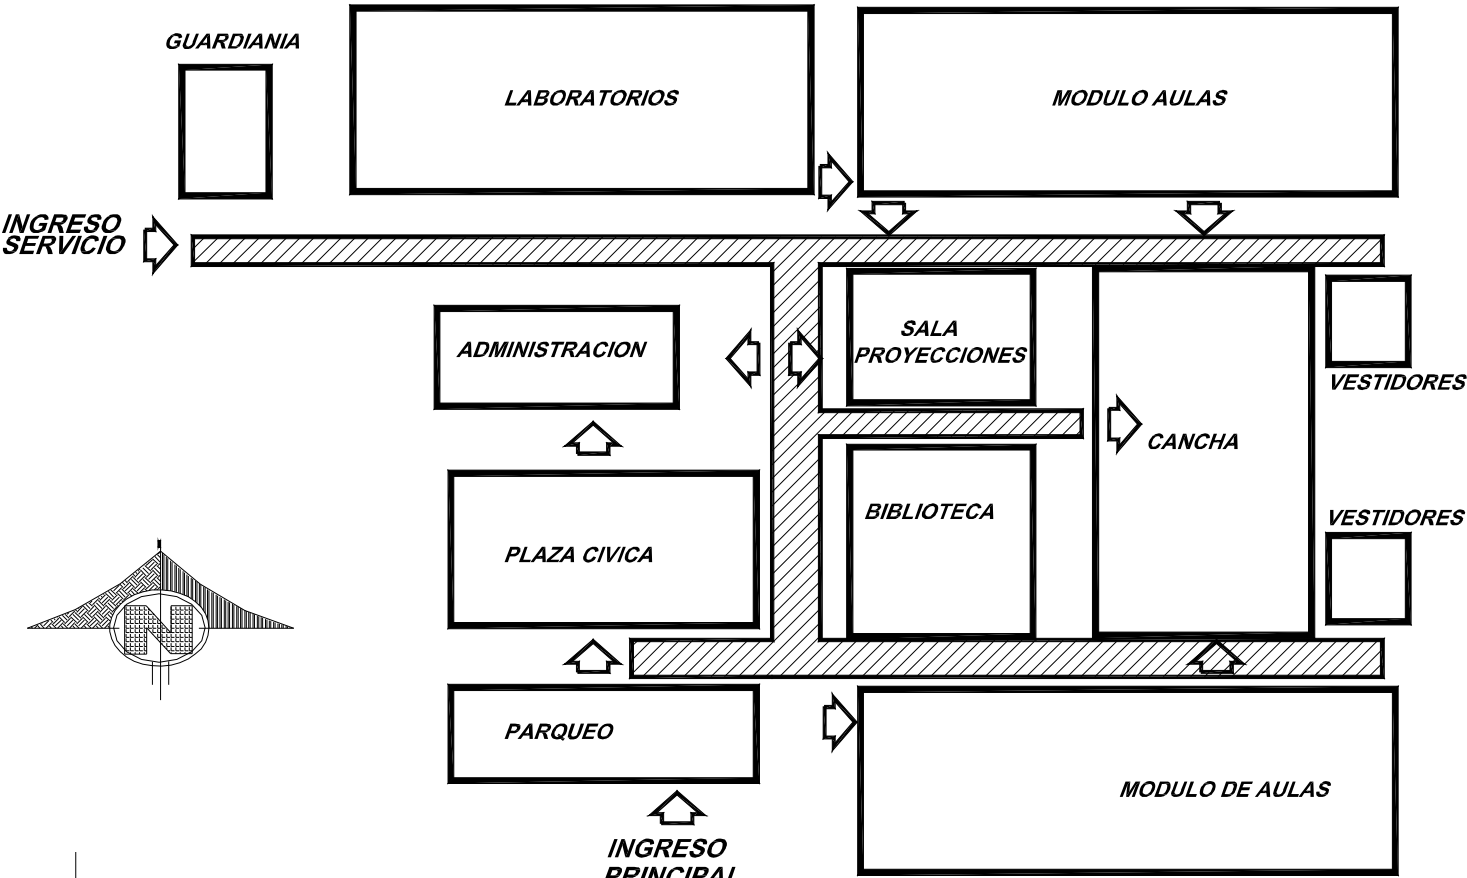 GUARDIANIA
LABORATORIOS
MODULO AULAS
INGRESO
SERVICIO
ADMINISTRACION
SALA
PROYECCIONES
VESTIDORES
CANCHA
BIBLIOTECA
VESTIDORES
PLAZA CIVICA
N
PARQUEO
MODULO DE AULAS
INGRESO
PRINCIPAL